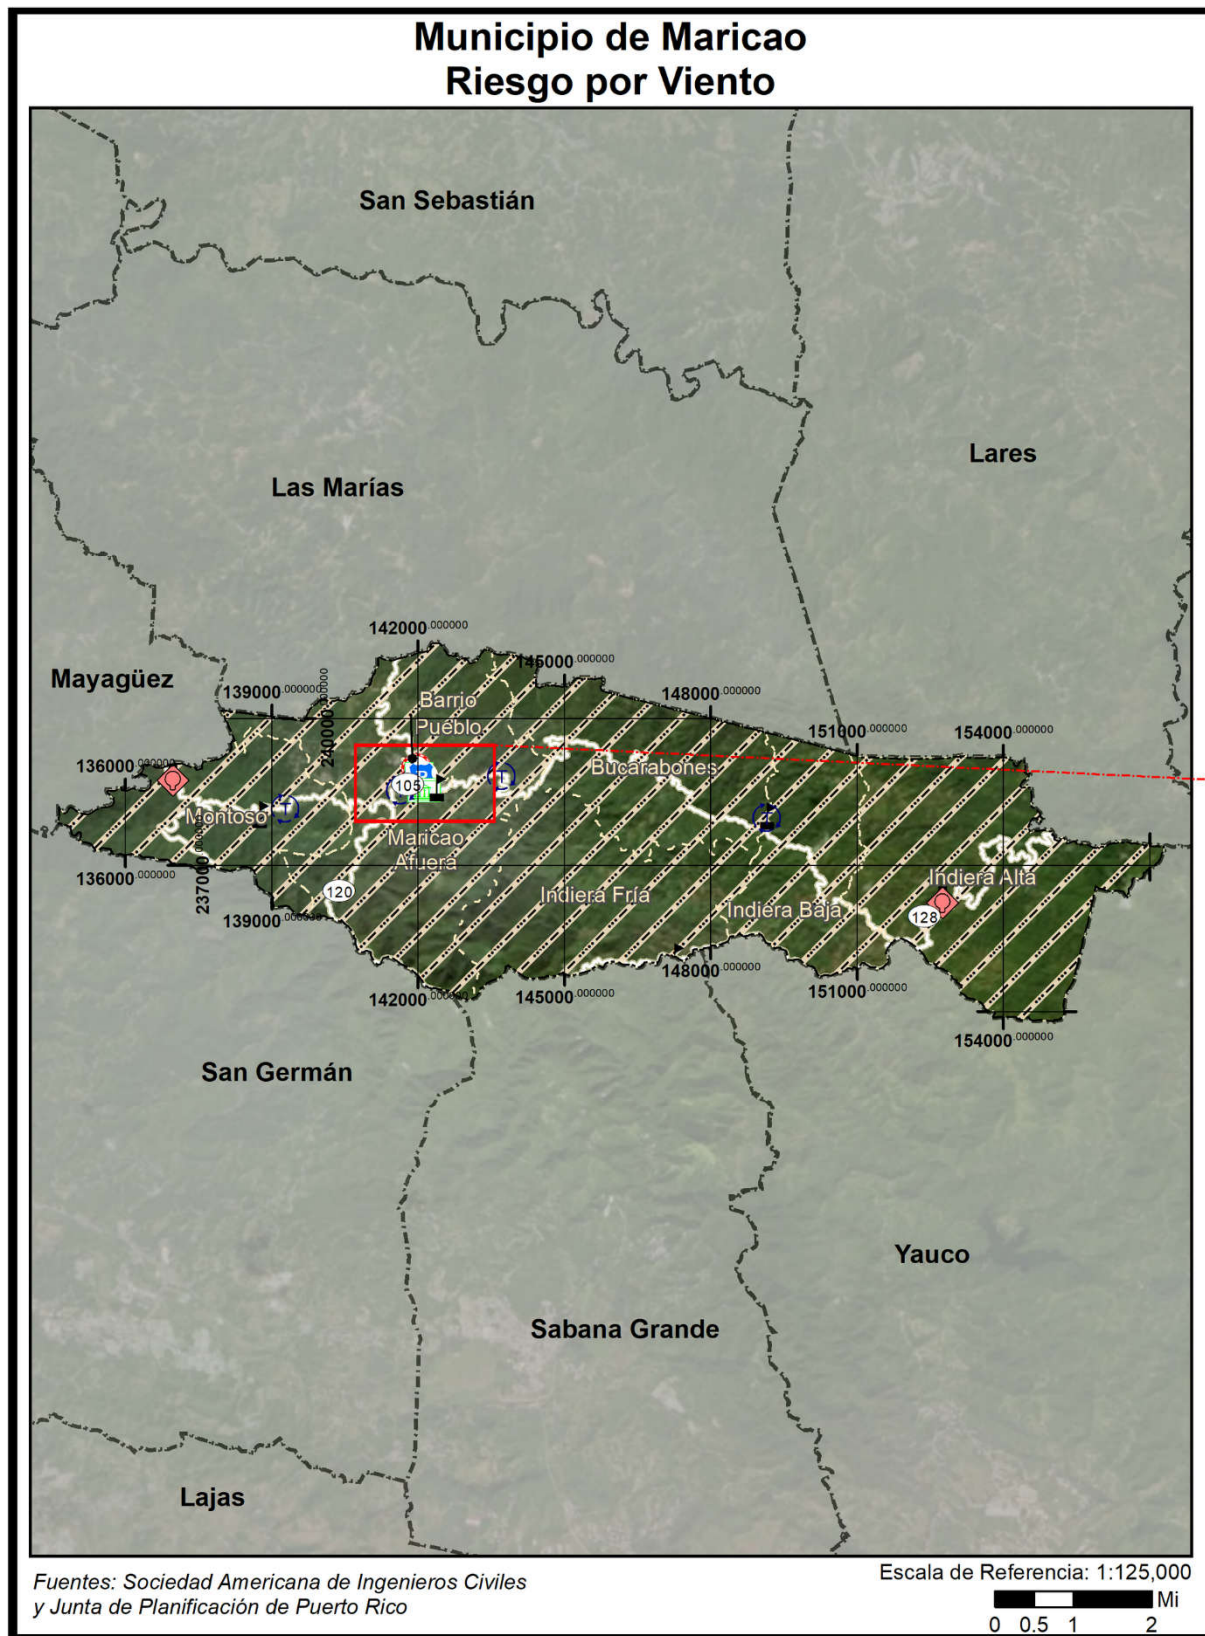 Municipio de Maricao
Riesgo por Viento
San Sebastián
Lares
Las Marías
Mayagüez
142000.000000
145000.000000
139000.000000
148000.000000
240000.000000
151000.000000
154000.000000
136000.000000
Barrio
Pueblo
Bucarabones
105
Montoso
Maricao
Afuera
120
Indiera Fría
Indiera Baja
Indiera Alta
128
136000.000000
237000.000000
139000.000000
142000.000000
145000.000000
148000.000000
151000.000000
154000.000000
San Germán
Yauco
Sabana Grande
Lajas
Fuentes: Sociedad Americana de Ingenieros Civiles
y Junta de Planificación de Puerto Rico
Escala de Referencia: 1:125,000
Mi
0 0.5 1 2